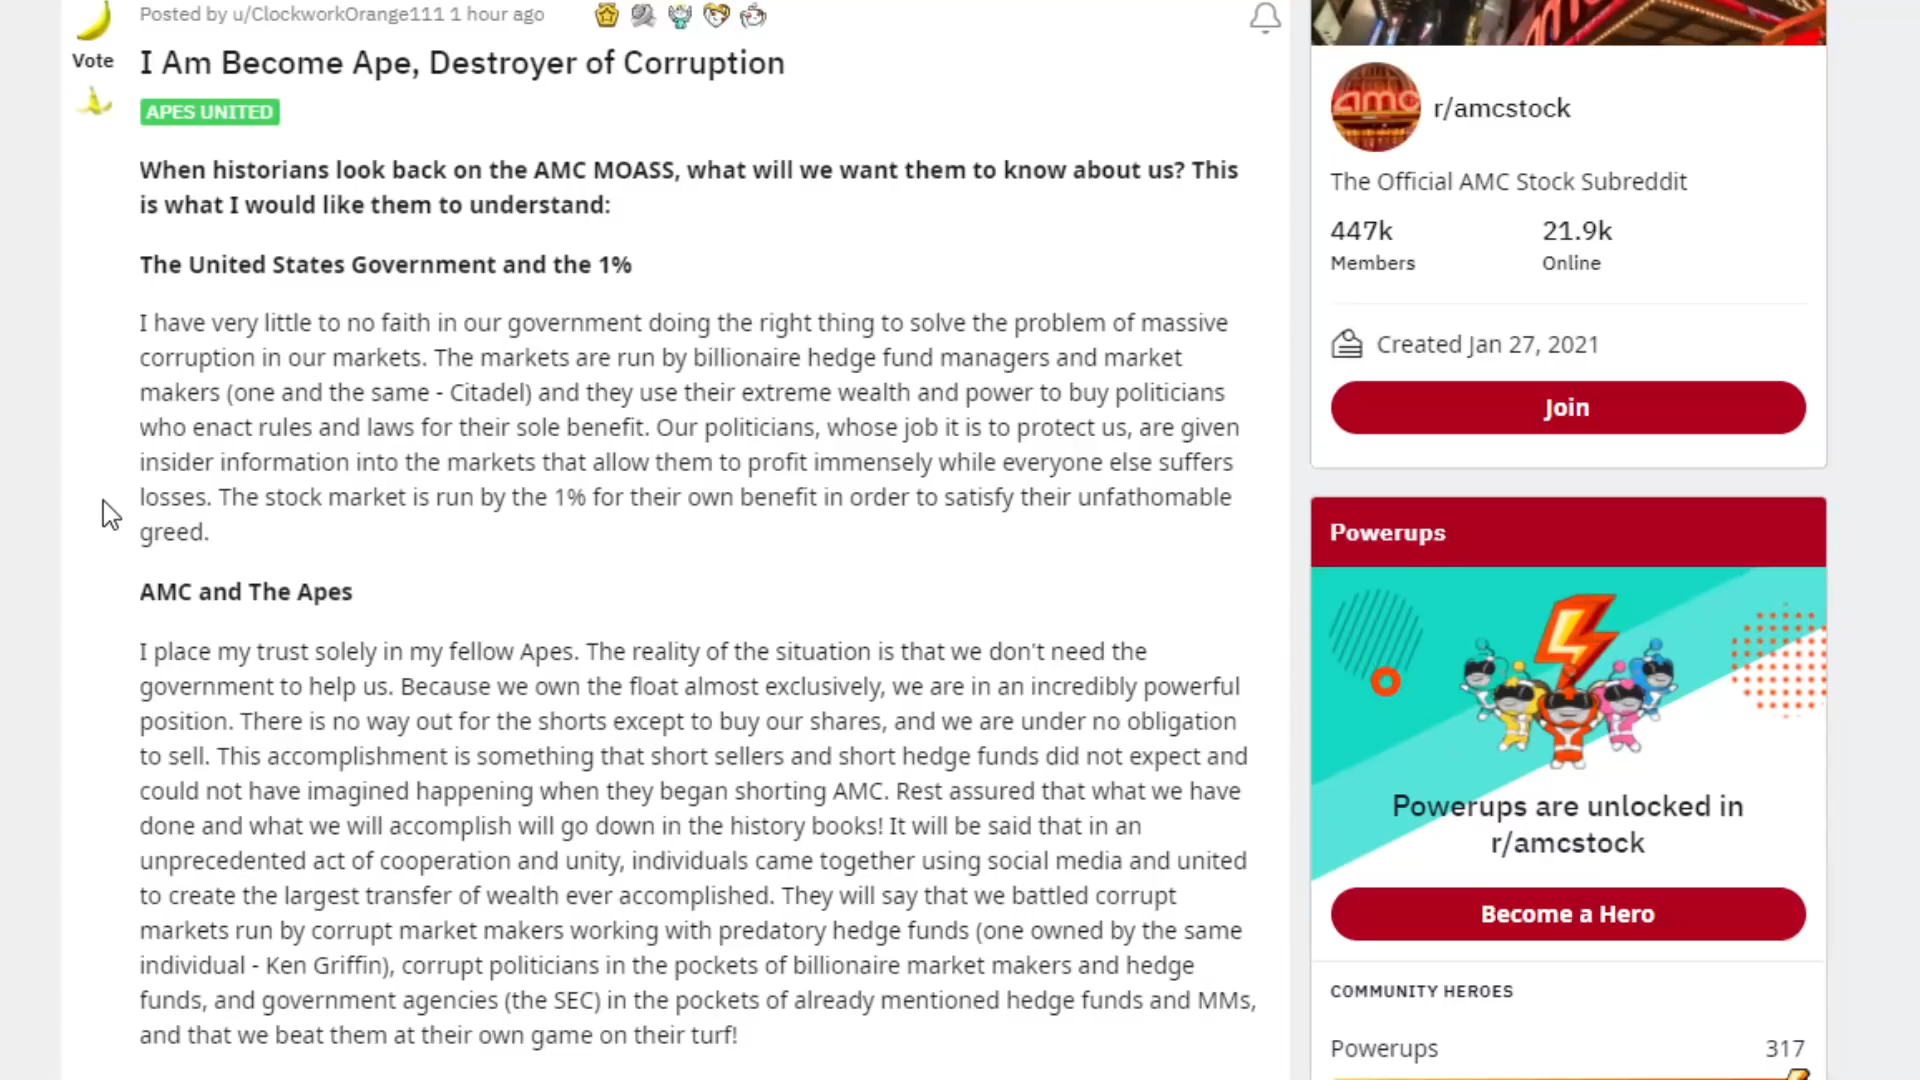 Posted by u/ClockworkOrange111 1 hour ago
Vote
I Am Become Ape, Destroyer of Corruption
APES UNITED
When historians look back on the AMC MOASS, what will we want them to know about us? This
is what I would like them to understand:
The United States Government and the 1%
I have very little to no faith in our government doing the right thing to solve the problem of massive
corruption in our markets. The markets are run by billionaire hedge fund managers and market
makers (one and the same - Citadel) and they use their extreme wealth and power to buy politicians
who enact rules and laws for their sole benefit. Our politicians, whose job it is to protect us, are given
insider information into the markets that allow them to profit immensely while everyone else suffers
losses. The stock market is run by the 1% for their own benefit in order to satisfy their unfathomable
greed.
AMC and The Apes
I place my trust solely in my fellow Apes. The reality of the situation is that we don't need the
government to help us. Because we own the float almost exclusively, we are in an incredibly powerful
position. There is no way out for the shorts except to buy our shares, and we are under no obligation
to sell. This accomplishment is something that short sellers and short hedge funds did not expect and
could not have imagined happening when they began shorting AMC. Rest assured that what we have
done and what we will accomplish will go down in the history books! It will be said that in an
unprecedented act of cooperation and unity, individuals came together using social media and united
to create the largest transfer of wealth ever accomplished. They will say that we battled corrupt
markets run by corrupt market makers working with predatory hedge funds (one owned by the same
individual - Ken Griffin), corrupt politicians in the pockets of billionaire market makers and hedge
funds, and government agencies (the SEC) in the pockets of already mentioned hedge funds and MMs,
and that we beat them at their own game on their turf!
amc
r/amcstock
The Official AMC Stock Subreddit
447k 21.9k
Members Online
Created Jan 27, 2021
Join
Powerups
Powerups are unlocked in
r/amcstock
Become a Hero
COMMUNITY HEROES
Powerups 317